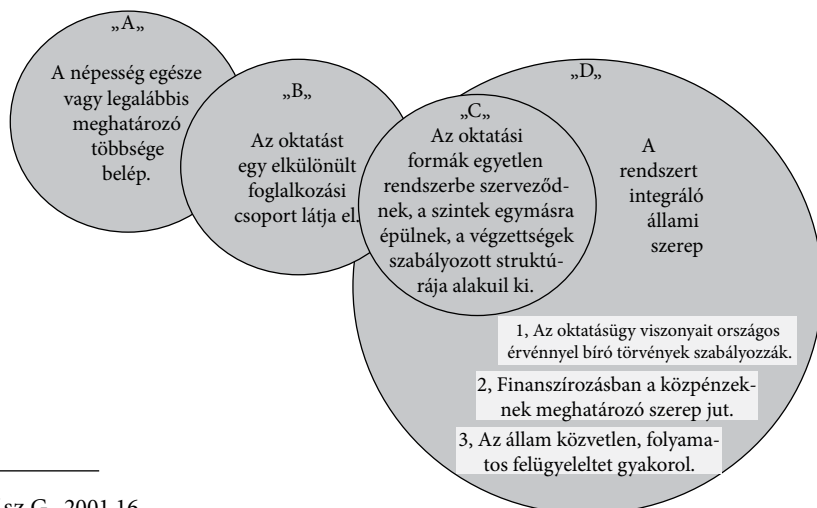 „A„
A népesség egésze
vagy legalábbis
meghatározó
többsége
belép.
„B„
Az oktatást
egy elkülönült
foglalkozási
csoport látja el.
„C„
Az oktatási
formák egyetlen
rendszerbe szerveződ-
nek, a szintek egymásra
épülnek, a végzettségek
szabályozott struktú-
rája alakuil ki.
„D„
A
rendszert
integráló
állami
szerep
1, Az oktatásügy viszonyait országos
érvénnyel bíró törvények szabályozzák.
2, Finanszírozásban a közpénzek-
nek meghatározó szerep jut.
3, Az állam közvetlen, folyama-
tos felügyeleltet gyakorol.
sz G., 2001.16.